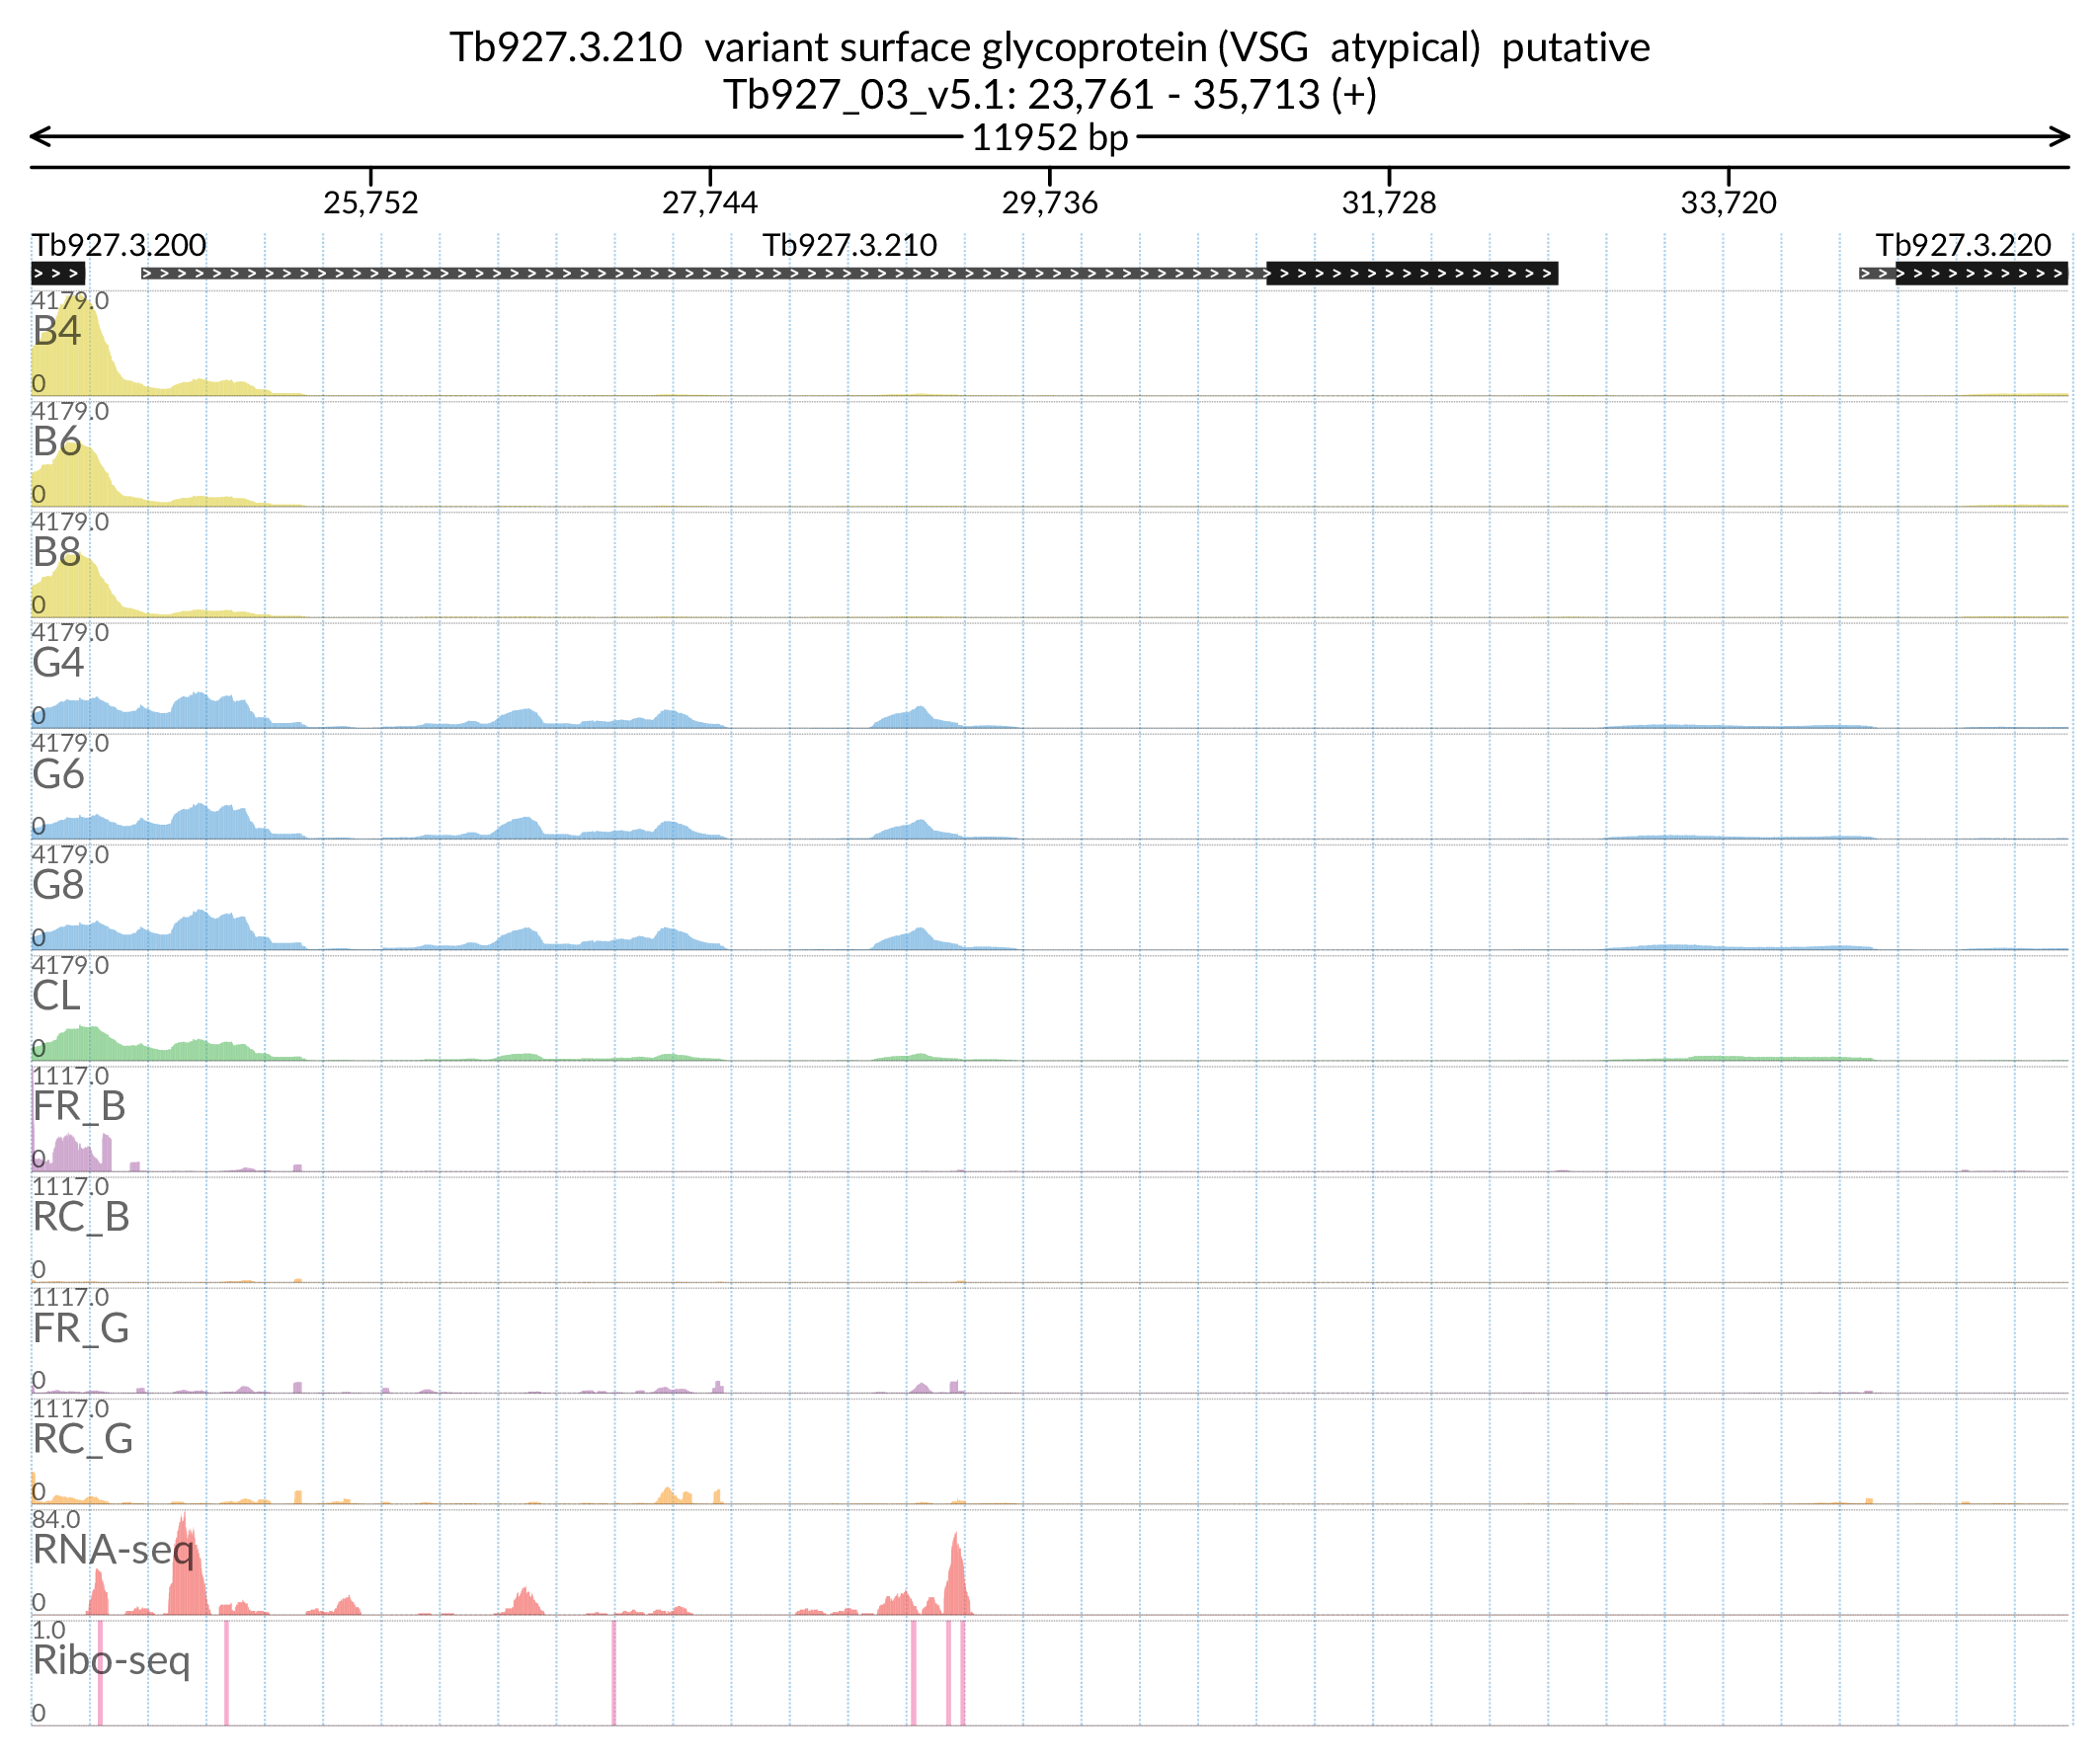 Tb927.3.210 variant surface glycoprotein (VSG atypical) putative
Tb927_03_v5.1: 23,761 - 35,713 (+)
11952 bp
25,752 27,744 29,736 31,728 33,720
Tb927.3.200 Tb927.3.210 Tb927.3.220
4179.0
B4
0
4179.0
B6
0
4179.0
B8
0
4179.0
G4
0
4179.0
G6
0
4179.0
G8
0
4179.0
CL
0
1117.0
FR_B
0
1117.0
RC_B
0
1117.0
FR_G
0
1117.0
RC_G
0
84.0
RNA-seq
0
1.0
Ribo-seq
0